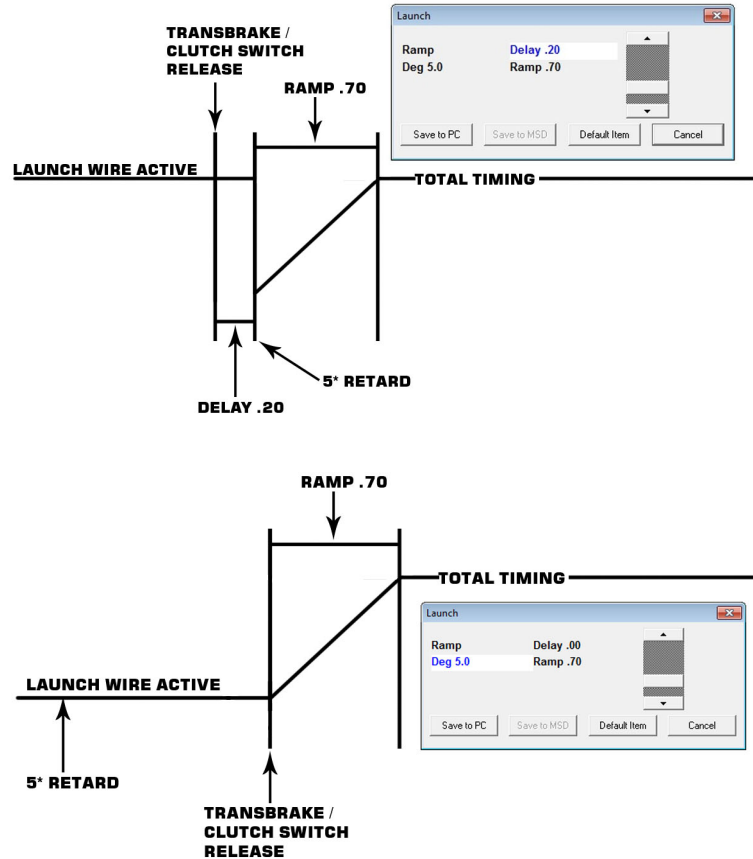 TRANSBRAKE /
CLUTCH SWITCH
RELEASE
RAMP .70
LAUNCH WIRE ACTIVE
TOTAL TIMING
5* RETARD
DELAY .20
Launch
Ramp Delay .20
Deg 5.0 Ramp .70
Save to PC Save to MSD Default Item Cancel
RAMP .70
TOTAL TIMING
LAUNCH WIRE ACTIVE
5* RETARD
TRANSBRAKE /
CLUTCH SWITCH
RELEASE
Launch
Ramp Delay .00
Deg 5.0 Ramp .70
Save to PC Save to MSD Default Item Cancel